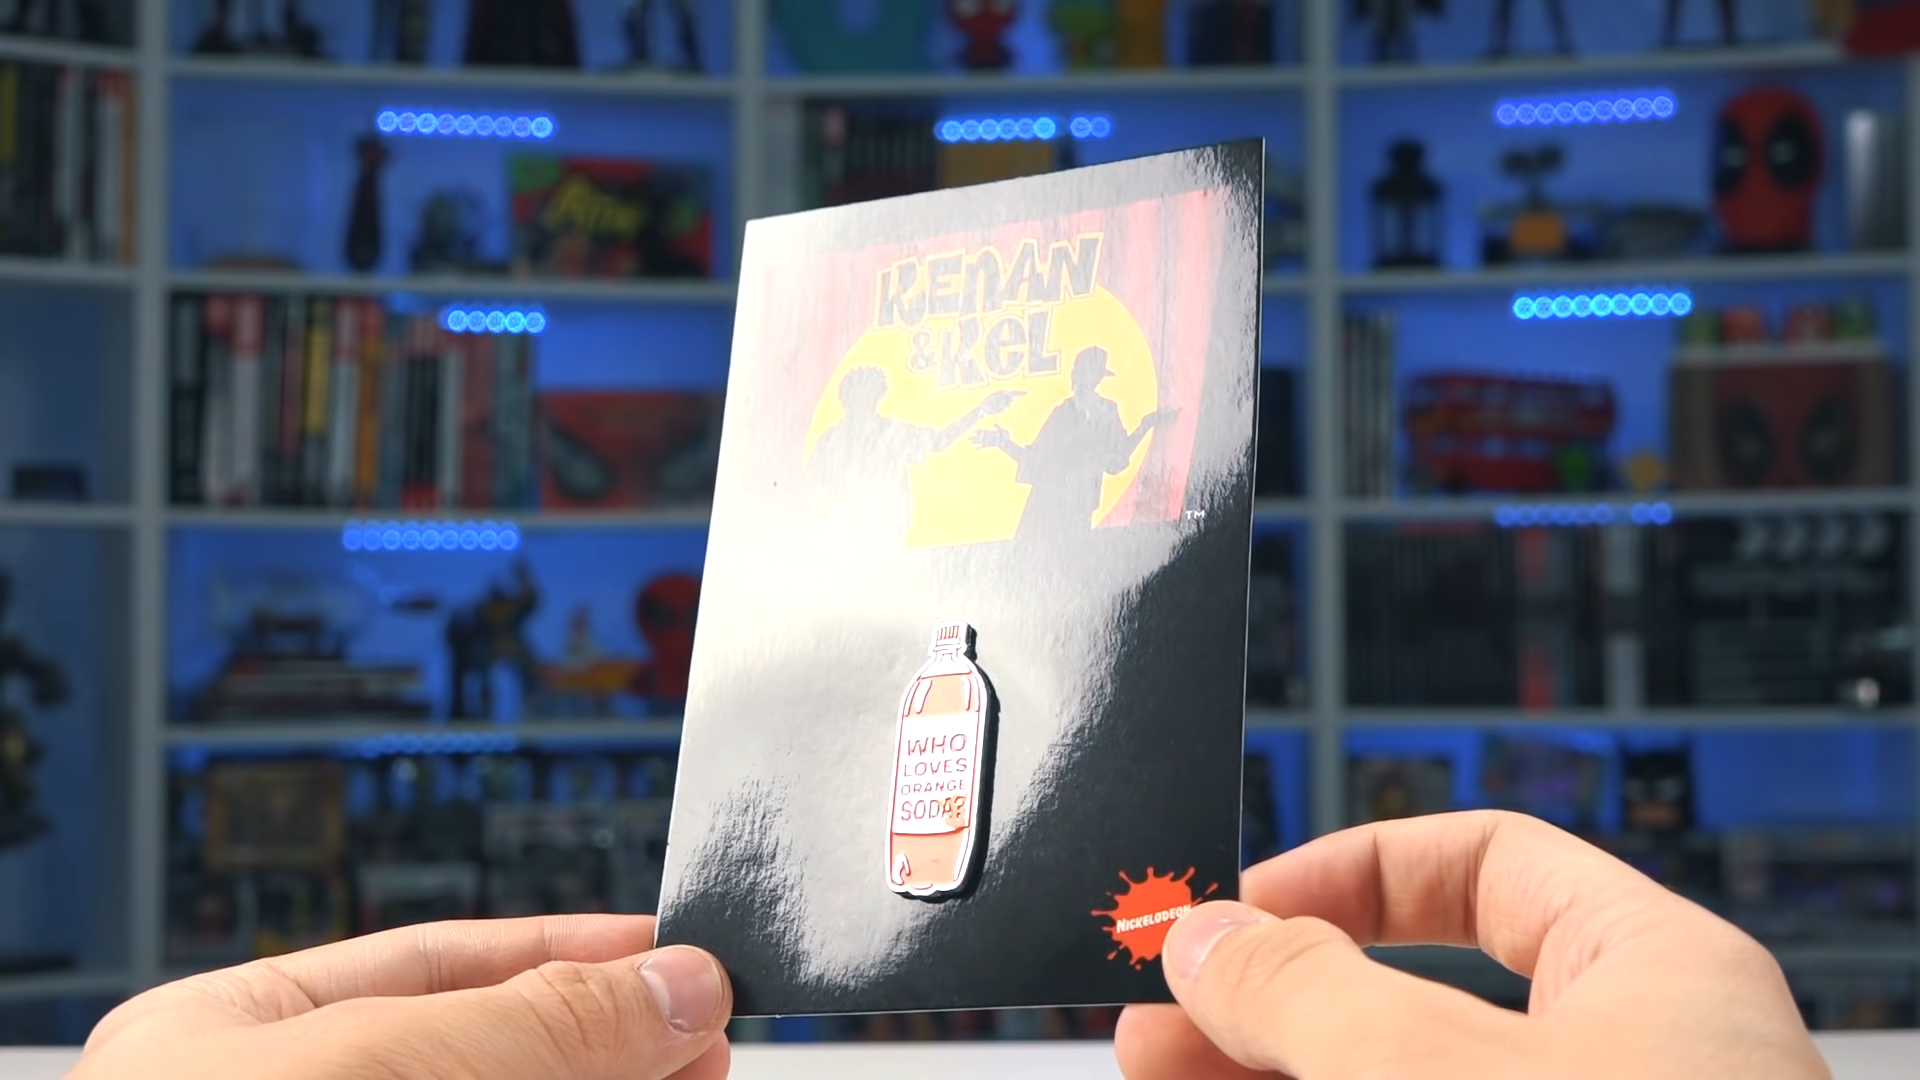 KENAN
& KEL
TM
WHO
LOVES
ORANGE
SODA?
NICKELODEON